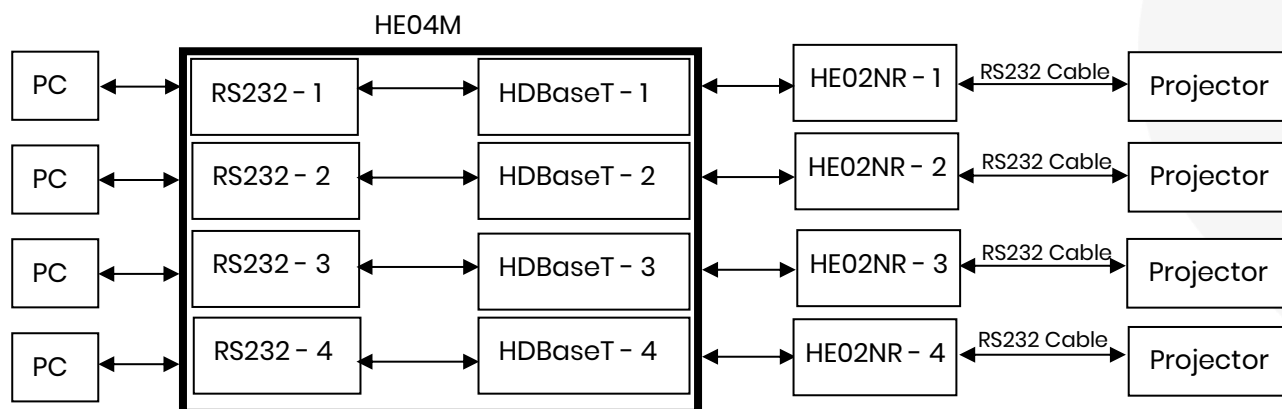 HE04M
PC
RS232 - 1
HDBaseT - 1
HE02NR - 1
RS232 Cable
Projector
PC
RS232 - 2
HDBaseT - 2
HE02NR - 2
RS232 Cable
Projector
PC
RS232 - 3
HDBaseT - 3
HE02NR - 3
RS232 Cable
Projector
PC
RS232 - 4
HDBaseT - 4
HE02NR - 4
RS232 Cable
Projector